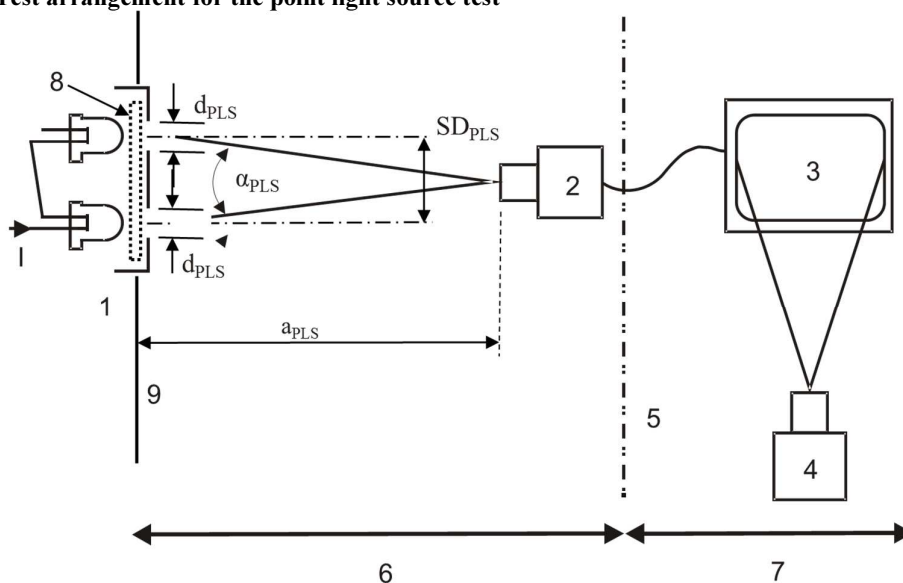 Test arrangement for the point light source test
8
dPLS
SDPLS
αPLS
2
3
I
dPLS
1
aPLS
9
5
4
6
7